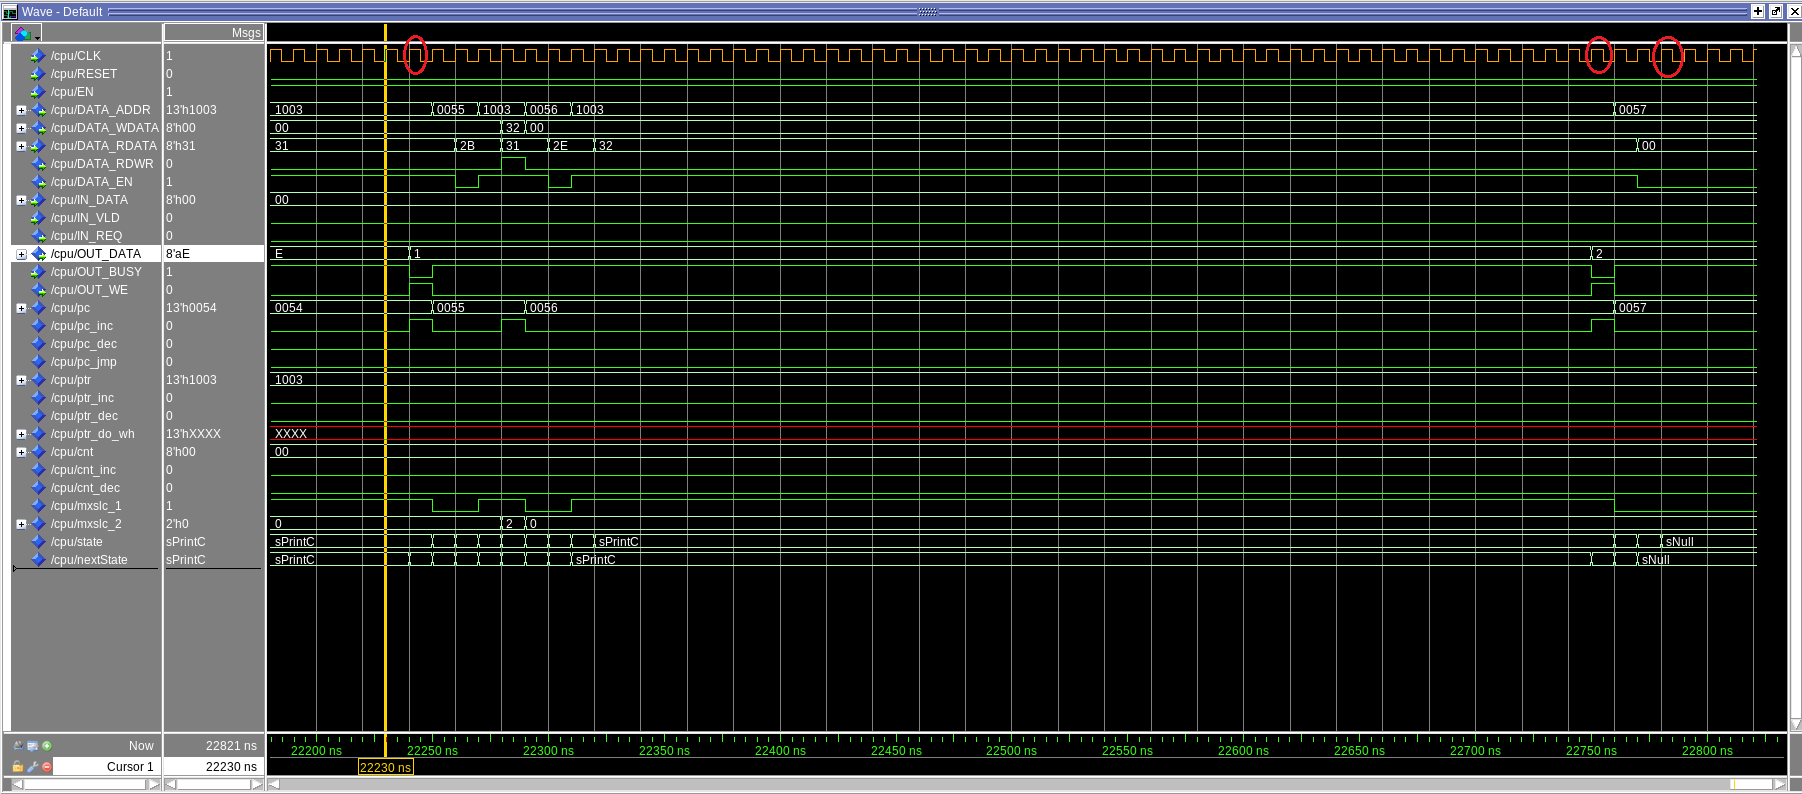 Wave - Default
Msgs
/cpu/CLK 1
/cpu/RESET 0
/cpu/EN 1
/cpu/DATA_ADDR 13'h1003 1003 0055 1003 0056 1003 0057
/cpu/DATA_WDATA 8'h00 00 32 00
/cpu/DATA_RDATA 8'h31 31 2B 31 2E 32 00
/cpu/DATA_RDWR 0
/cpu/DATA_EN 1
/cpu/IN_DATA 8'h00 00
/cpu/IN_VLD 0
/cpu/IN_REQ 0
/cpu/OUT_DATA 8'aE E 1 2
/cpu/OUT_BUSY 1
/cpu/OUT_WE 0
/cpu/pc 13'h0054 0054 0055 0056 0057
/cpu/pc_inc 0
/cpu/pc_dec 0
/cpu/pc_jmp 0
/cpu/ptr 13'h1003 1003
/cpu/ptr_inc 0
/cpu/ptr_dec 0
/cpu/ptr_do_wh 13'hXXXX XXXX
/cpu/cnt 8'h00 00
/cpu/cnt_inc 0
/cpu/cnt_dec 0
/cpu/mxslc_1 1
/cpu/mxslc_2 2'h0 0 2 0
/cpu/state sPrintC sPrintC sPrintC sNull
/cpu/nextState sPrintC sPrintC sPrintC sNull
Now 22821 ns 22200 ns 22250 ns 22300 ns 22350 ns 22400 ns 22450 ns 22500 ns 22550 ns 22600 ns 22650 ns 22700 ns 22750 ns 22800 ns
Cursor 1 22230 ns 22230 ns